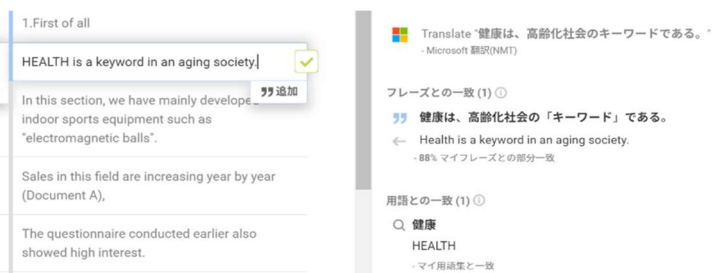 1.First of all
HEALTH is a keyword in an aging society.
追加
In this section, we have mainly developed
indoor sports equipment such as
"electromagnetic balls".
Sales in this field are increasing year by year
(Document A),
The questionnaire conducted earlier also
showed high interest.
Translate "健康は、高齢化社会のキーワードである。"
- Microsoft 翻訳(NMT)
フレーズとの一致 (1)
健康は、高齢化社会の「キーワード」である。
Health is a keyword in an aging society.
- 88% マイフレーズとの部分一致
用語との一致 (1)
健康
HEALTH
- マイ用語集と一致